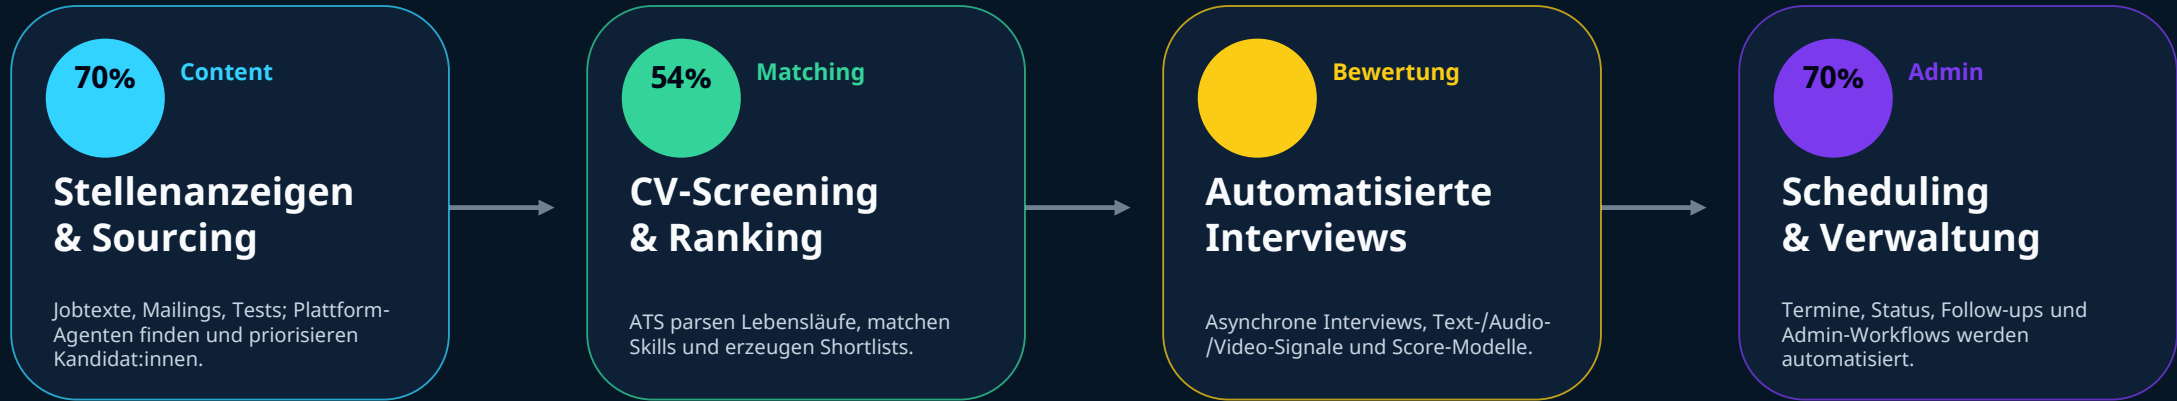 70%
Content
Stellenanzeigen
& Sourcing
Jobtexte, Mailings, Tests; Plattform-
Agenten finden und priorisieren
Kandidat:innen.
54%
Matching
CV-Screening
& Ranking
ATS parsen Lebensläufe, matchen
Skills und erzeugen Shortlists.
Bewertung
Automatisierte
Interviews
Asynchrone Interviews, Text-/Audio-
/Video-Signale und Score-Modelle.
70%
Admin
Scheduling
& Verwaltung
Termine, Status, Follow-ups und
Admin-Workflows werden
automatisiert.